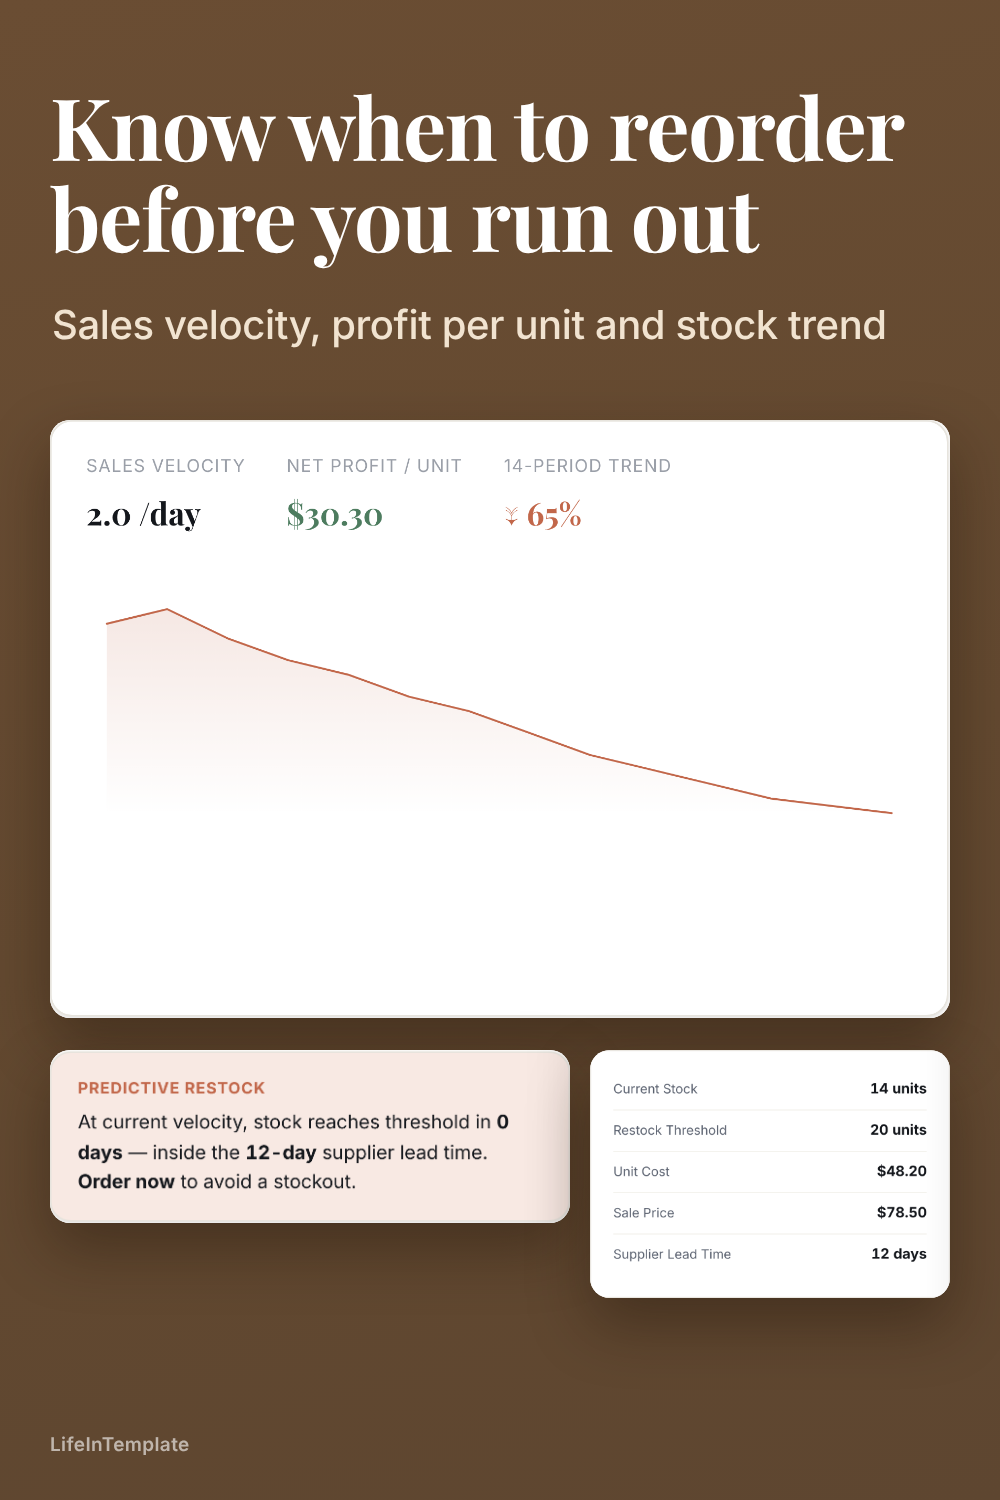 Know when to reorder
before you run out
Sales velocity, profit per unit and stock trend
SALES VELOCITY NET PROFIT / UNIT 14-PERIOD TREND
2.0 /day $30.30 ↓ 65%
PREDICTIVE RESTOCK
At current velocity, stock reaches threshold in 0
days — inside the 12-day supplier lead time.
Order now to avoid a stockout.
Current Stock 14 units
Restock Threshold 20 units
Unit Cost $48.20
Sale Price $78.50
Supplier Lead Time 12 days
LifeInTemplate